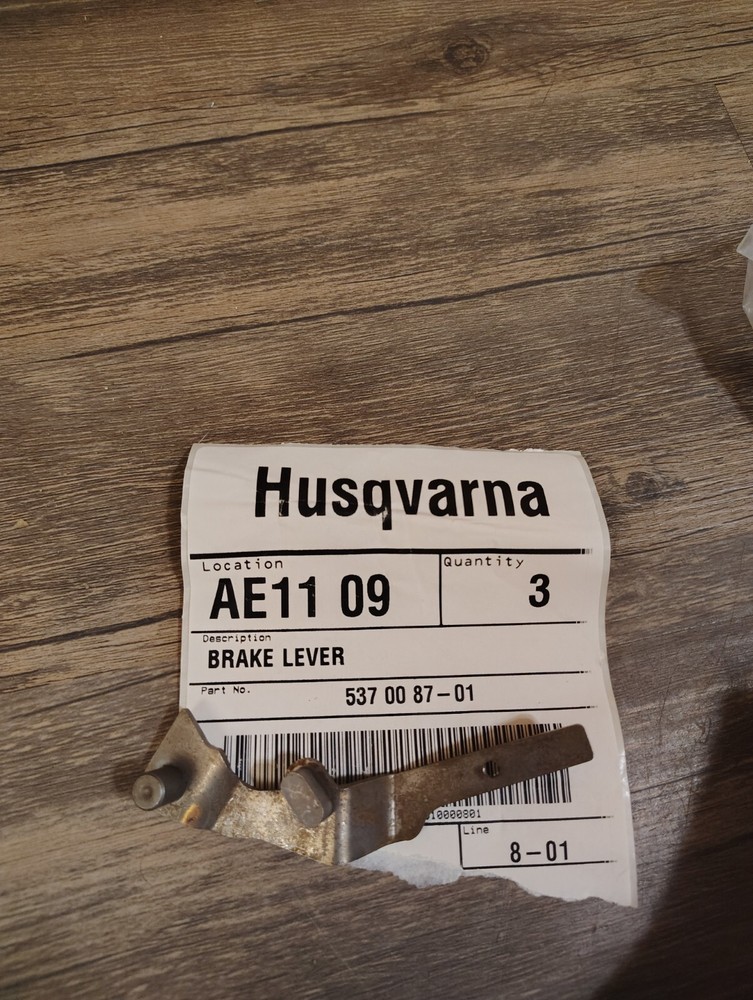 Husqvarna
Location
Quantity
AE11 09
3
Description
BRAKE LEVER
Part No.
537 00 87-01
Line
8-01